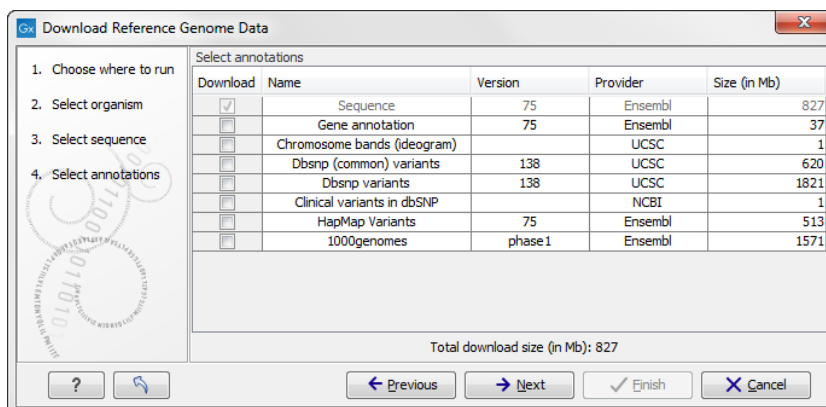 Gx Download Reference Genome Data
1. Choose where to run
2. Select organism
3. Select sequence
4. Select annotations
Select annotations
Download Name Version Provider Size (in Mb)
Sequence 75 Ensembl 827
Gene annotation 75 Ensembl 37
Chromosome bands (ideogram) UCSC 1
Dbsnp (common) variants 138 UCSC 620
Dbsnp variants 138 UCSC 1821
Clinical variants in dbSNP NCBI 1
HapMap Variants 75 Ensembl 513
1000genomes phase1 Ensembl 1571
Total download size (in Mb): 827
? Previous Next Finish Cancel